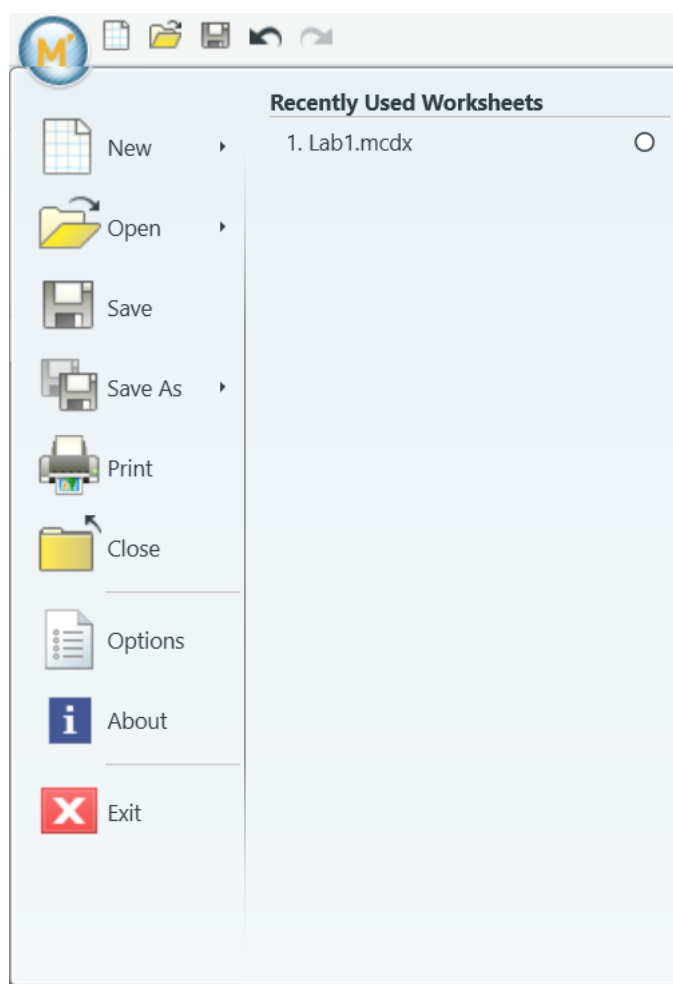 Recently Used Worksheets
1. Lab1.mcdx
New
Open
Save
Save As
Print
Close
Options
About
Exit